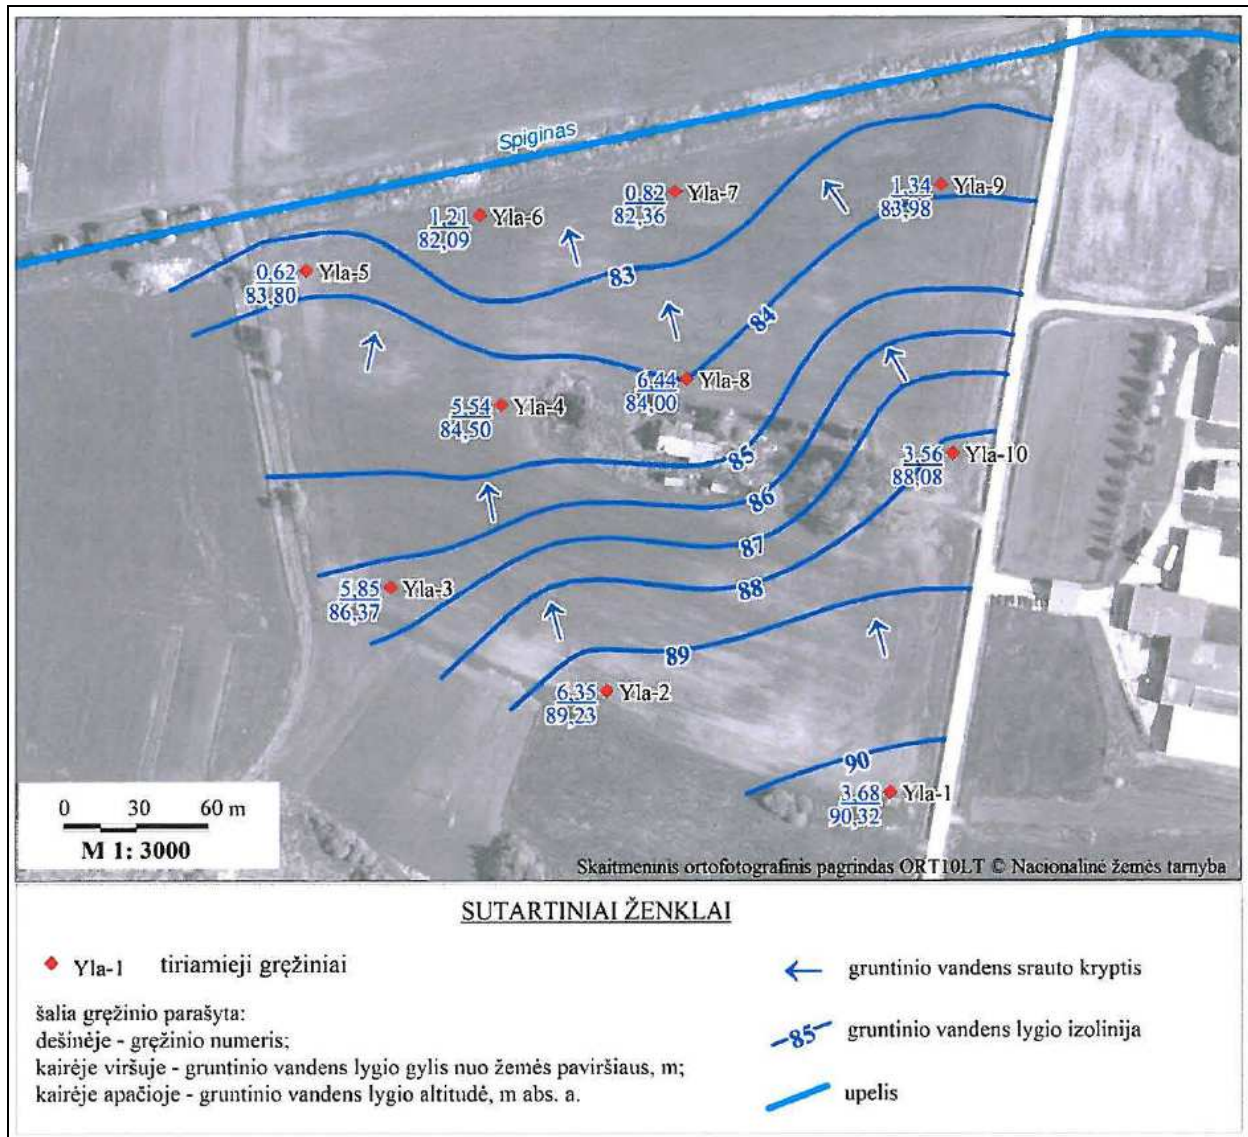 Spiginas
0,82 Yla-7
82,36
1,34 Yla-9
83,98
1,21 Yla-6
82,09
0,62 Yla-5
83,80
83
84
6,44 Yla-8
84,00
5,54 Yla-4
84,50
85
3,56 Yla-10
88,08
86
87
88
5,85 Yla-3
86,37
89
6,35 Yla-2
89,23
90
3,68 Yla-1
90,32
0 30 60 m
M 1: 3000
Skaitmeninis ortofotografinis pagrindas ORT10LT © Nacionalinė žemės tarnyba
SUTARTINIAI ŽENKLAI
Yla-1 tiriamieji gręžiniai
šalia gręžinio parašyta:
dešinėje - gręžinio numeris;
kairėje viršuje - gruntinio vandens lygio gylis nuo žemės paviršiaus, m;
kairėje apačioje - gruntinio vandens lygio altitudė, m abs. a.
gruntinio vandens srauto kryptis
85 gruntinio vandens lygio izolinija
upelis